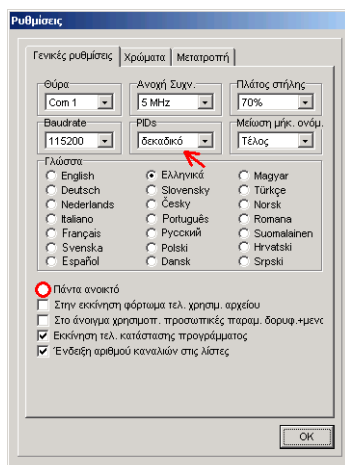 Ρυθμίσεις
Γενικές ρυθμίσεις Χρώματα Μετατροπή
Θύρα Ανοχή Συχν. Πλάτος στήλης
Com 1 5 MHz 70%
Baudrate PIDs Μείωση μήκ. ονόμ.
115200 δεκαδικό Τέλος
Γλώσσα
English Ελληνικά Magyar
Deutsch Slovensky Türkçe
Nederlands Česky Norsk
Italiano Português Romana
Français Русский Suomalainen
Svenska Polski Hrvatski
Español Dansk Srpski
Πάντα ανοικτό
Στην εκκίνηση φόρτωμα τελ. χρησιμ. αρχείου
Στο άνοιγμα χρησιμοπ. προσωπικές παραμ. δορυφ.+μενς
Εκκίνηση τελ. κατάστασης προγράμματος
Ένδειξη αριθμού καναλιών στις λίστες
OK